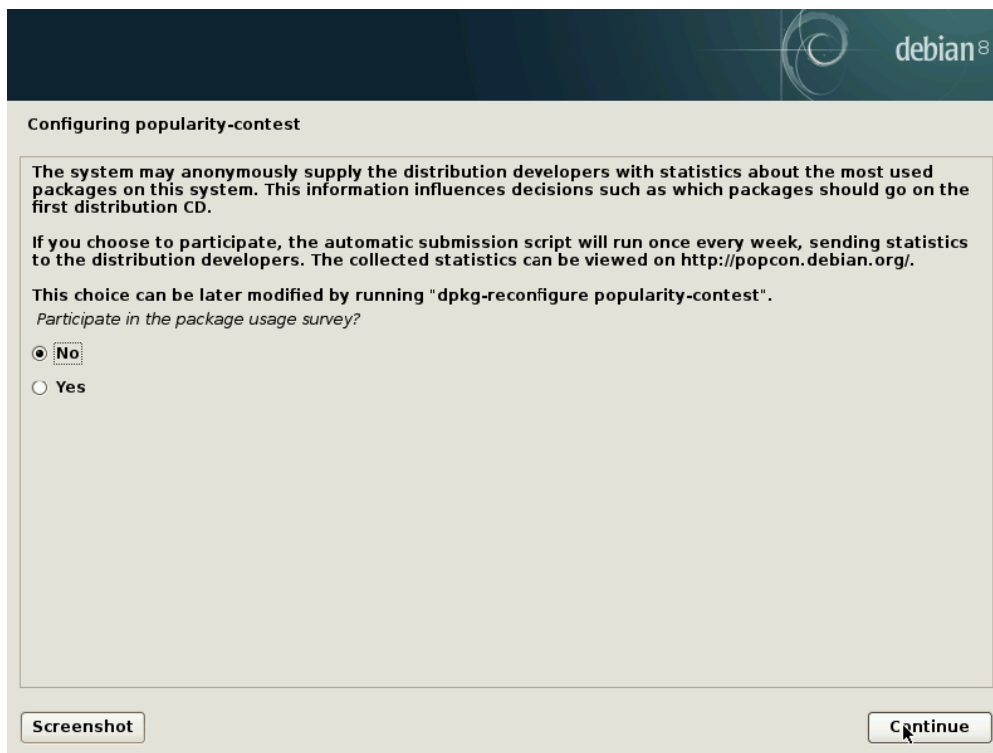 debian 8
Configuring popularity-contest
The system may anonymously supply the distribution developers with statistics about the most used
packages on this system. This information influences decisions such as which packages should go on the
first distribution CD.
If you choose to participate, the automatic submission script will run once every week, sending statistics
to the distribution developers. The collected statistics can be viewed on http://popcon.debian.org/.
This choice can be later modified by running "dpkg-reconfigure popularity-contest".
Participate in the package usage survey?
No
Yes
Screenshot
Continue